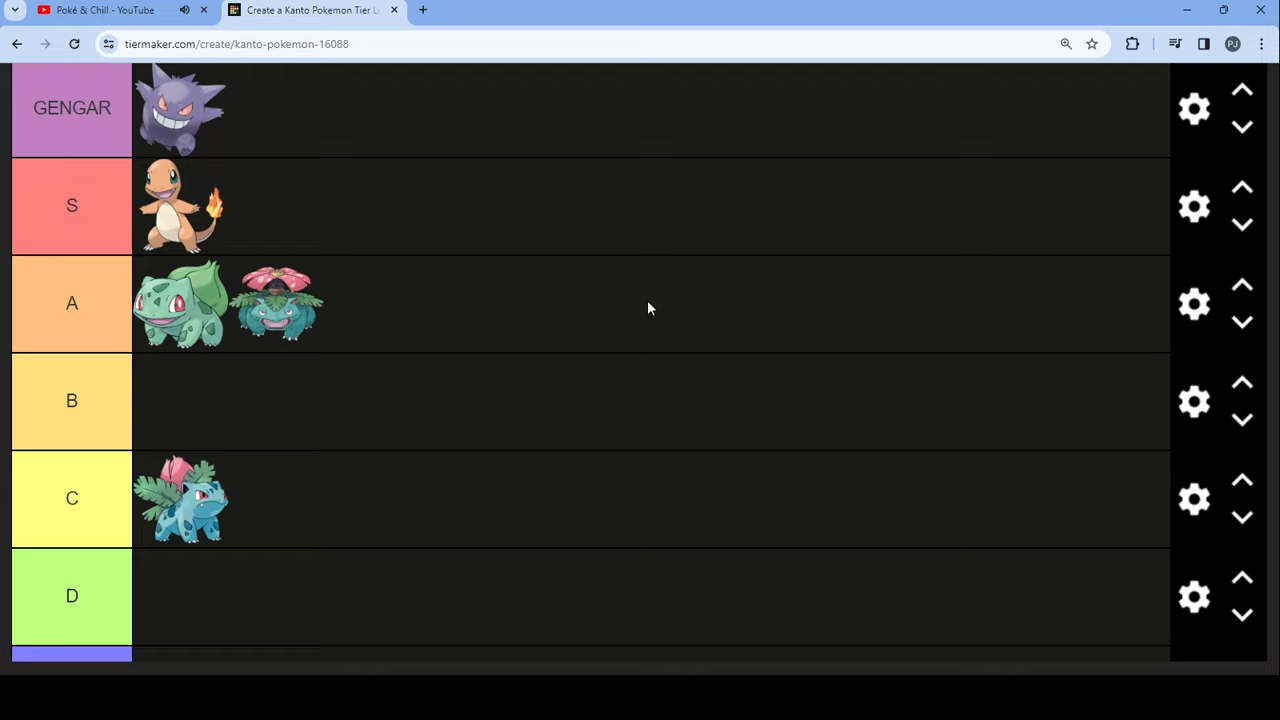 Poké & Chill - YouTube
Create a Kanto Pokemon Tier L
tiermaker.com/create/kanto-pokemon-16088
PJ
GENGAR
S
A
B
C
D